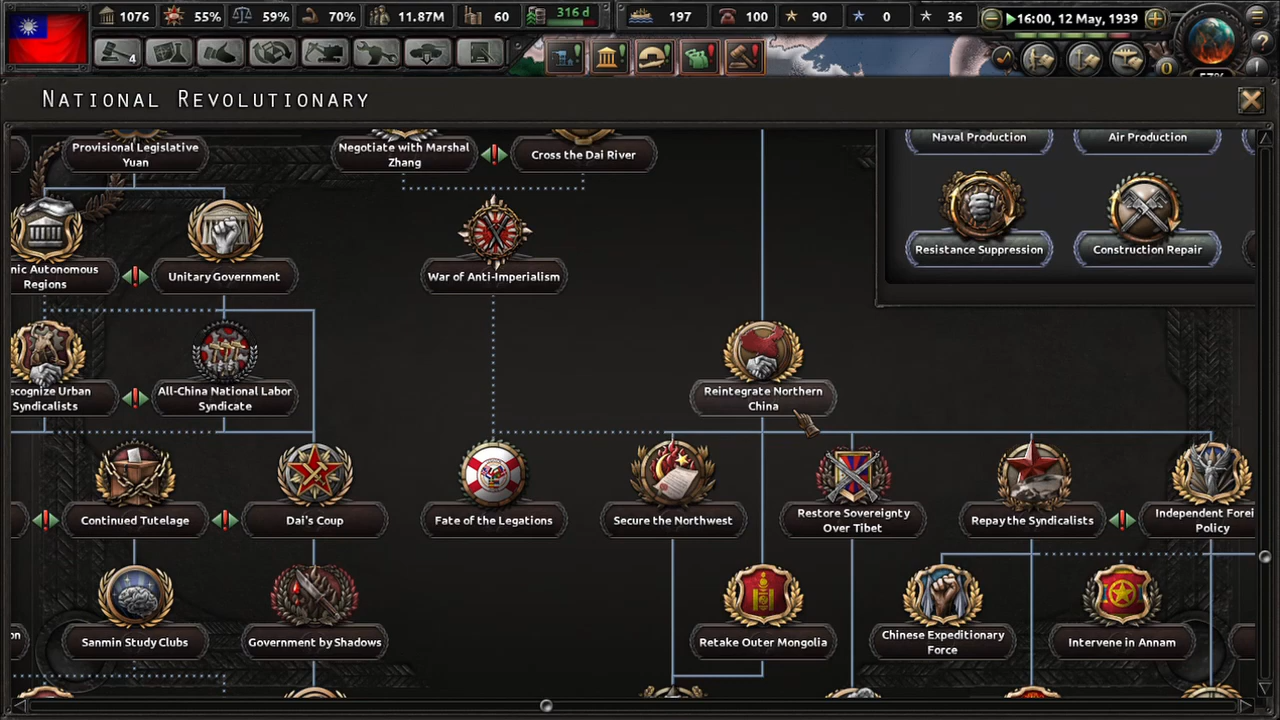 1076
55%
59%
70%
11.87M
60
316 d
197
100
90
0
36
16:00, 12 May, 1939
4
0
57%
NATIONAL REVOLUTIONARY
Provisional Legislative
Yuan
Negotiate with Marshal
Zhang
Cross the Dai River
Naval Production
Air Production
Resistance Suppression
Construction Repair
nic Autonomous
Regions
Unitary Government
War of Anti-Imperialism
ecognize Urban
Syndicalists
All-China National Labor
Syndicate
Reintegrate Northern
China
Continued Tutelage
Dai's Coup
Fate of the Legations
Secure the Northwest
Restore Sovereignty
Over Tibet
Repay the Syndicalists
Independent Forei
Policy
on
Sanmin Study Clubs
Government by Shadows
Retake Outer Mongolia
Chinese Expeditionary
Force
Intervene in Annam